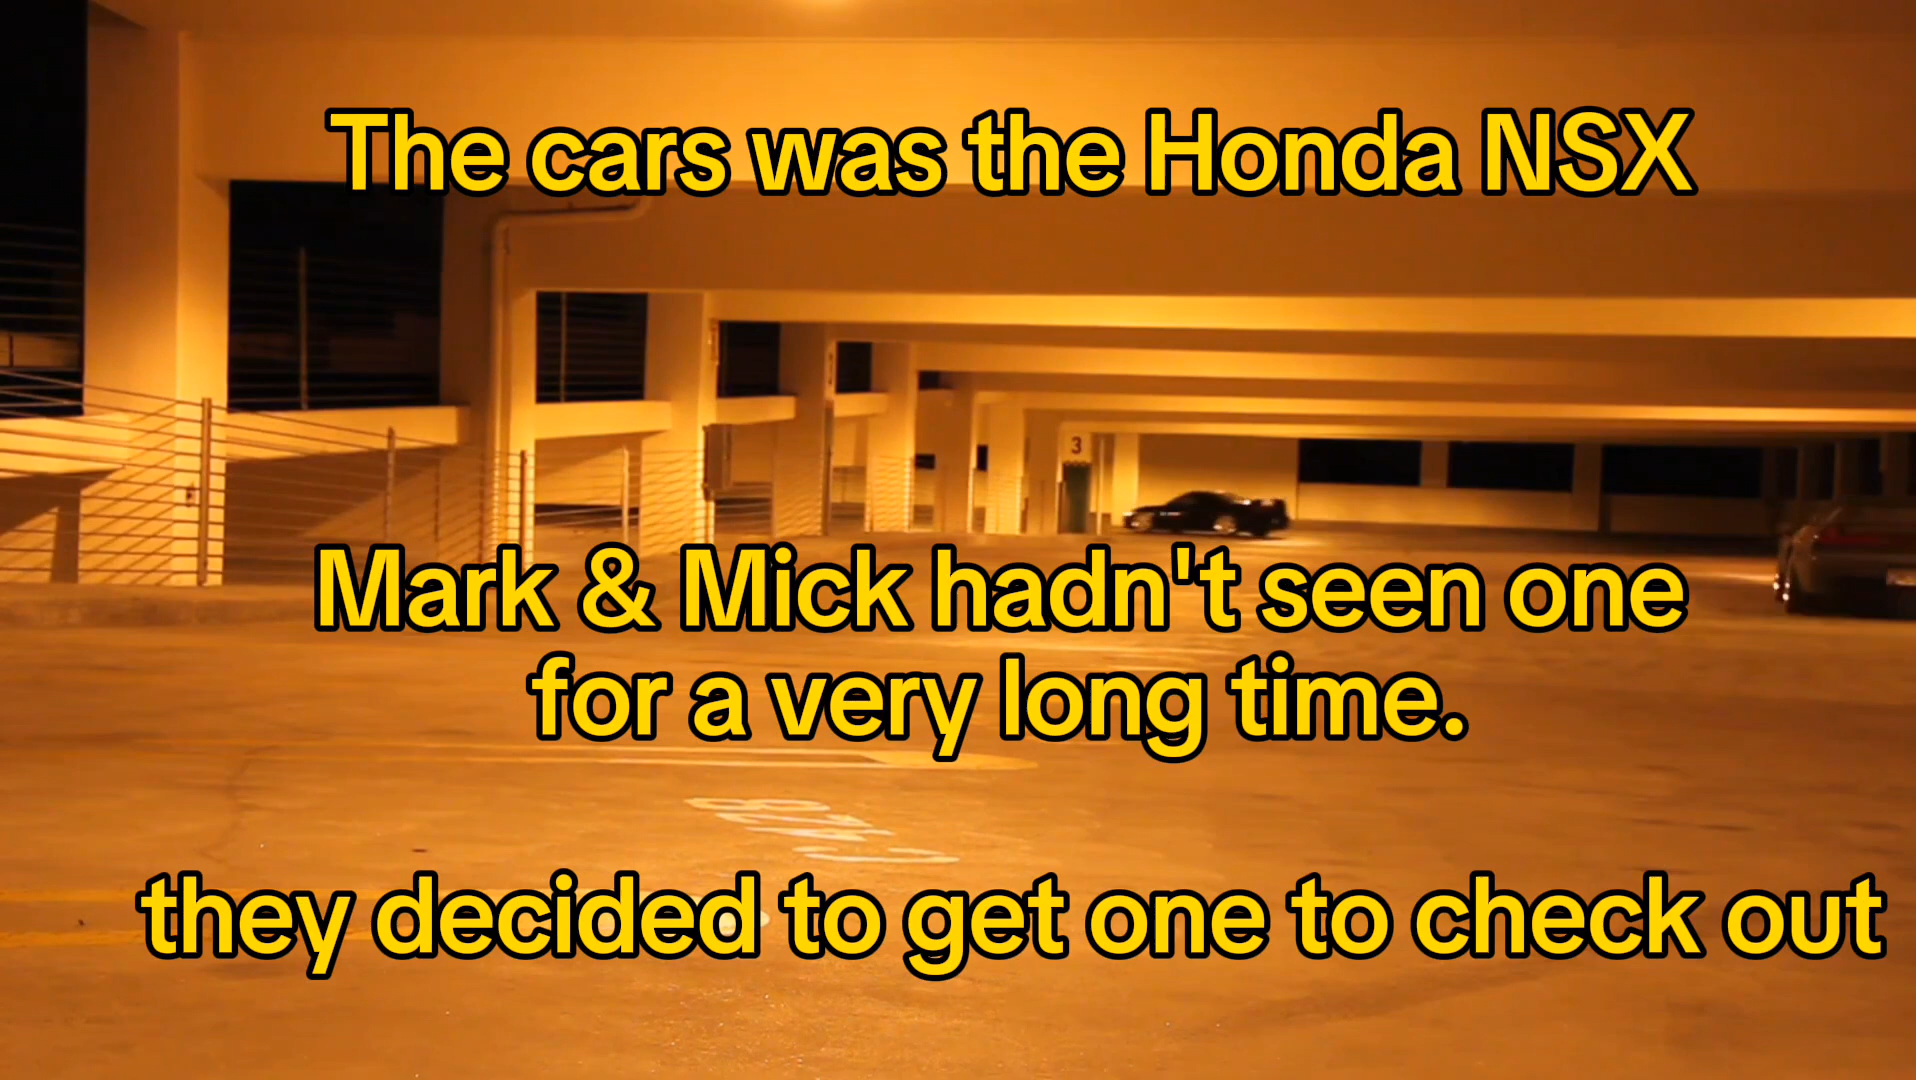 The cars was the Honda NSX
3
Mark & Mick hadn't seen one
for a very long time.
they decided to get one to check out